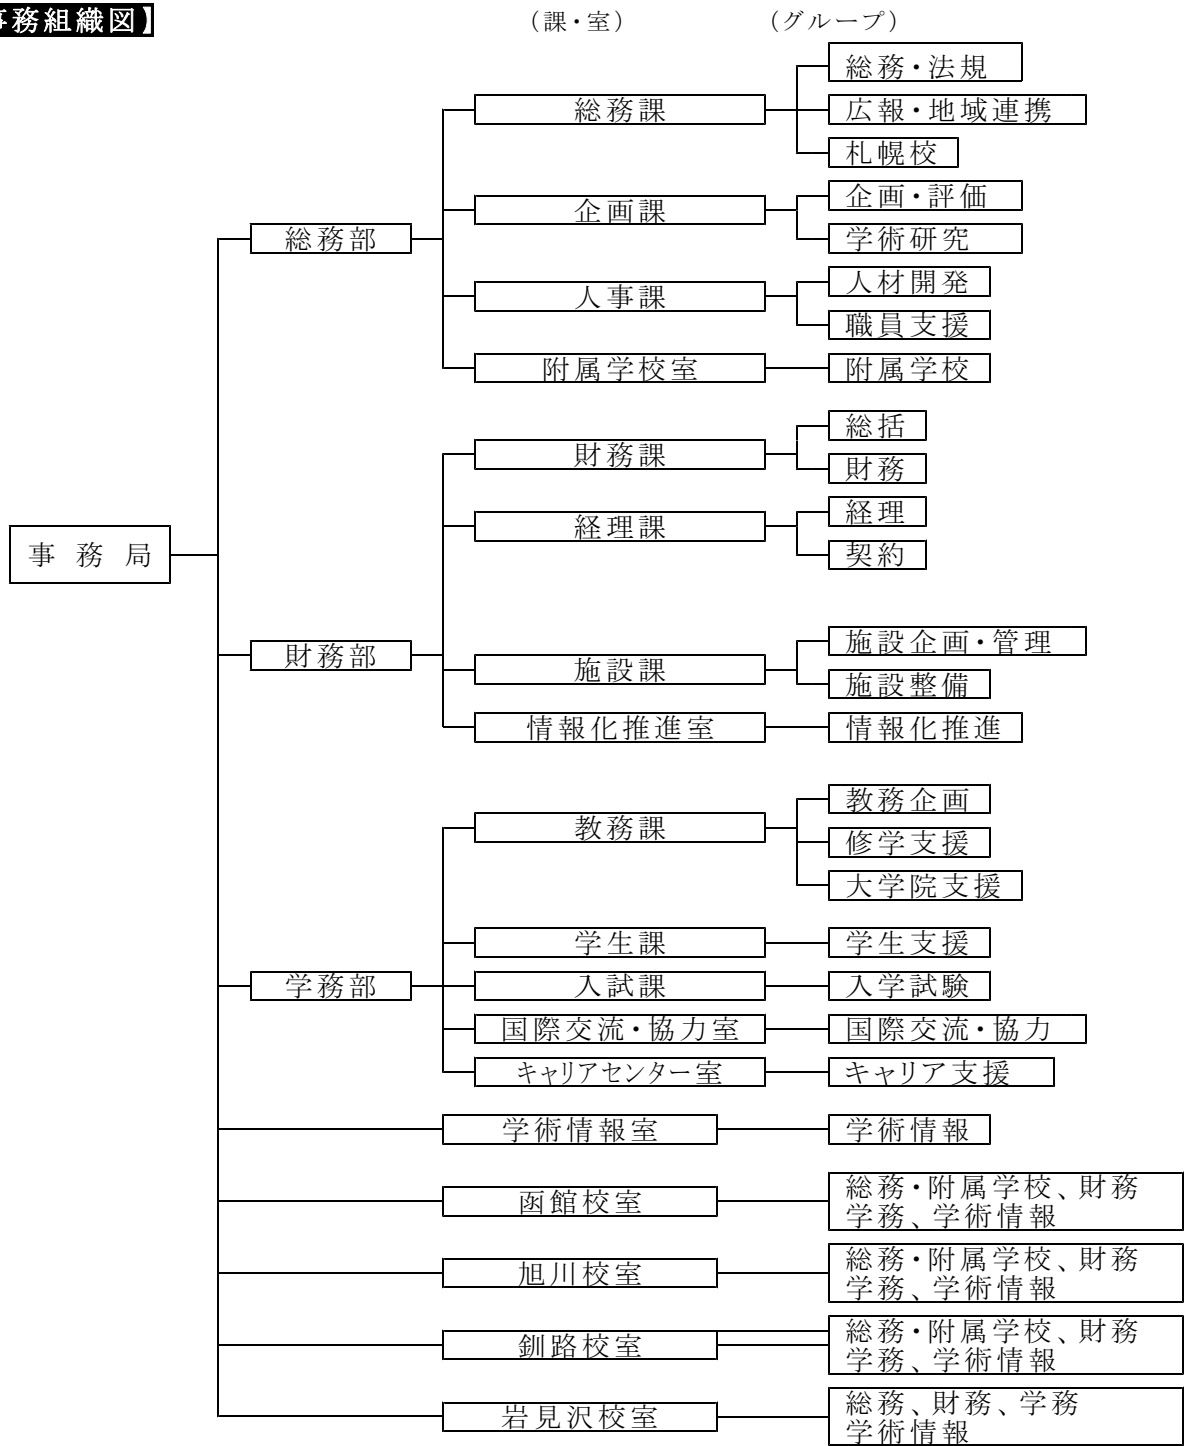 務組織図】
（課・室）
（グループ）
総務・法規
総務課
広報・地域連携
札幌校
企画・評価
企画課
総務部
学術研究
人材開発
人事課
職員支援
附属学校室
附属学校
総括
財務課
財務
経理
経理課
事務局
契約
施設企画・管理
財務部
施設課
施設整備
情報化推進室
情報化推進
教務企画
教務課
修学支援
大学院支援
学生課
学生支援
学務部
入試課
入学試験
国際交流・協力室
国際交流・協力
キャリアセンター室
キャリア支援
学術情報室
学術情報
函館校室
総務・附属学校、財務
学務、学術情報
旭川校室
総務・附属学校、財務
学務、学術情報
釧路校室
総務・附属学校、財務
学務、学術情報
岩見沢校室
総務、財務、学務
学術情報